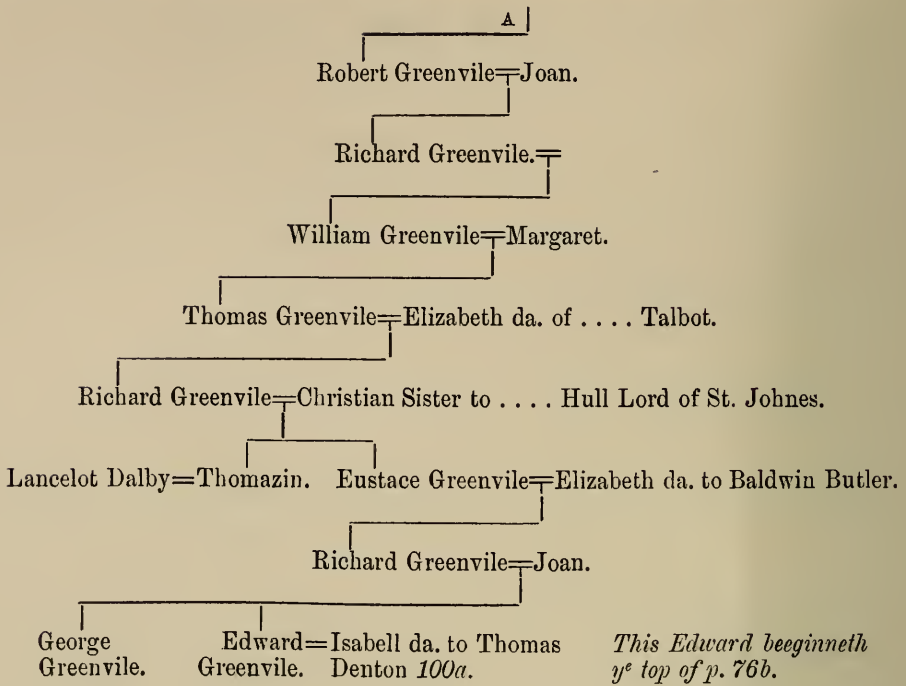 A
Robert Greenvile=Joan.
Richard Greenvile.=
William Greenvile=Margaret.
Thomas Greenvile=Elizabeth da. of . . . . Talbot.
Richard Greenvile=Christian Sister to . . . . Hull Lord of St. Johnes.
Lancelot Dalby=Thomazin. Eustace Greenvile=Elizabeth da. to Baldwin Butler.
Richard Greenvile=Joan.
George Edward=Isabell da. to Thomas This Edward beeginneth
Greenvile. Greenvile. Denton 100a. yᵉ top of p. 76b.